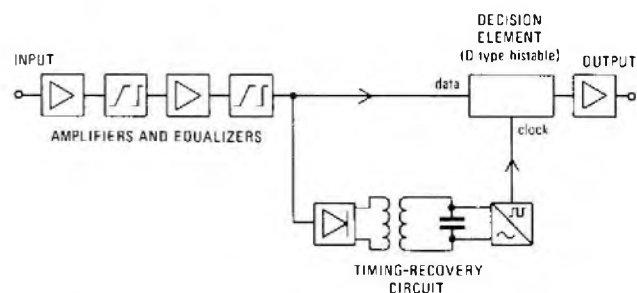 DECISION
ELEMENT
(D type histable)
INPUT
OUTPUT
data
clock
AMPLIFIERS AND EQUALIZERS
TIMING-RECOVERY
CIRCUIT